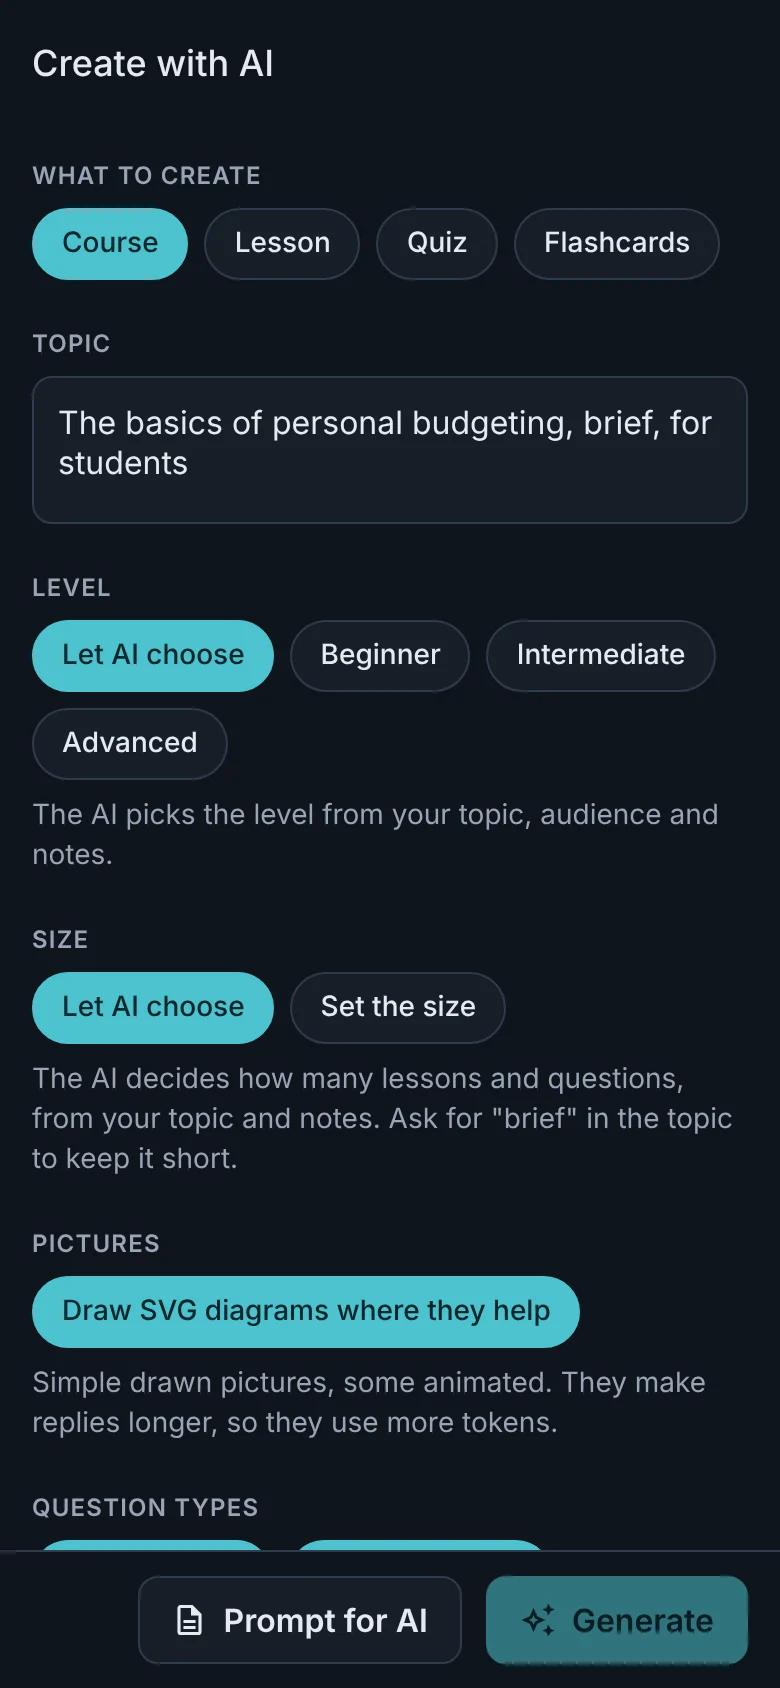 Create with AI
WHAT TO CREATE
Course
Lesson
Quiz
Flashcards
TOPIC
The basics of personal budgeting, brief, for
students
LEVEL
Let AI choose
Beginner
Intermediate
Advanced
The AI picks the level from your topic, audience and
notes.
SIZE
Let AI choose
Set the size
The AI decides how many lessons and questions,
from your topic and notes. Ask for "brief" in the topic
to keep it short.
PICTURES
Draw SVG diagrams where they help
Simple drawn pictures, some animated. They make
replies longer, so they use more tokens.
QUESTION TYPES
Prompt for AI
Generate